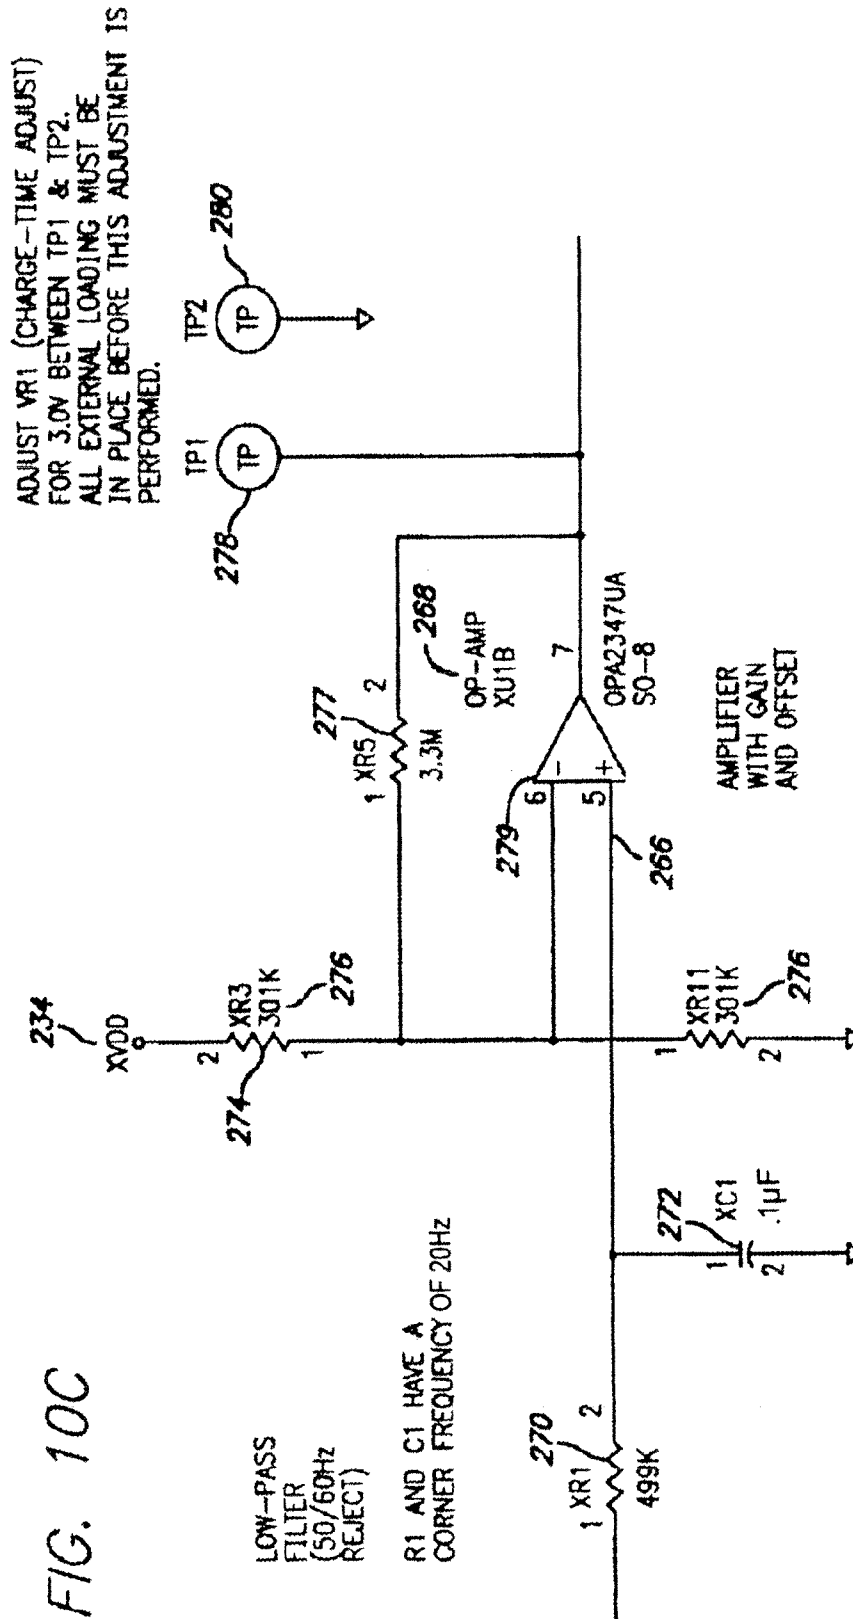 FIG. 10C
ADJUST VR1 (CHARGE-TIME ADJUST)
FOR 3.0V BETWEEN TP1 & TP2.
ALL EXTERNAL LOADING MUST BE
IN PLACE BEFORE THIS ADJUSTMENT IS
PERFORMED.
TP1
TP
278
TP2
TP
280
234
XVDD
2
XR3
301K
274
276
1
277
1
XR5
2
3.3M
268
OP-AMP
XU1B
279
6
-
5
+
7
OPA2347UA
SO-8
266
AMPLIFIER
WITH GAIN
AND OFFSET
LOW-PASS
FILTER
(50/60Hz
REJECT)
R1 AND C1 HAVE A
CORNER FREQUENCY OF 20Hz
270
1
XR1
2
499K
272
1
XC1
2
.1µF
1
XR11
301K
2
276